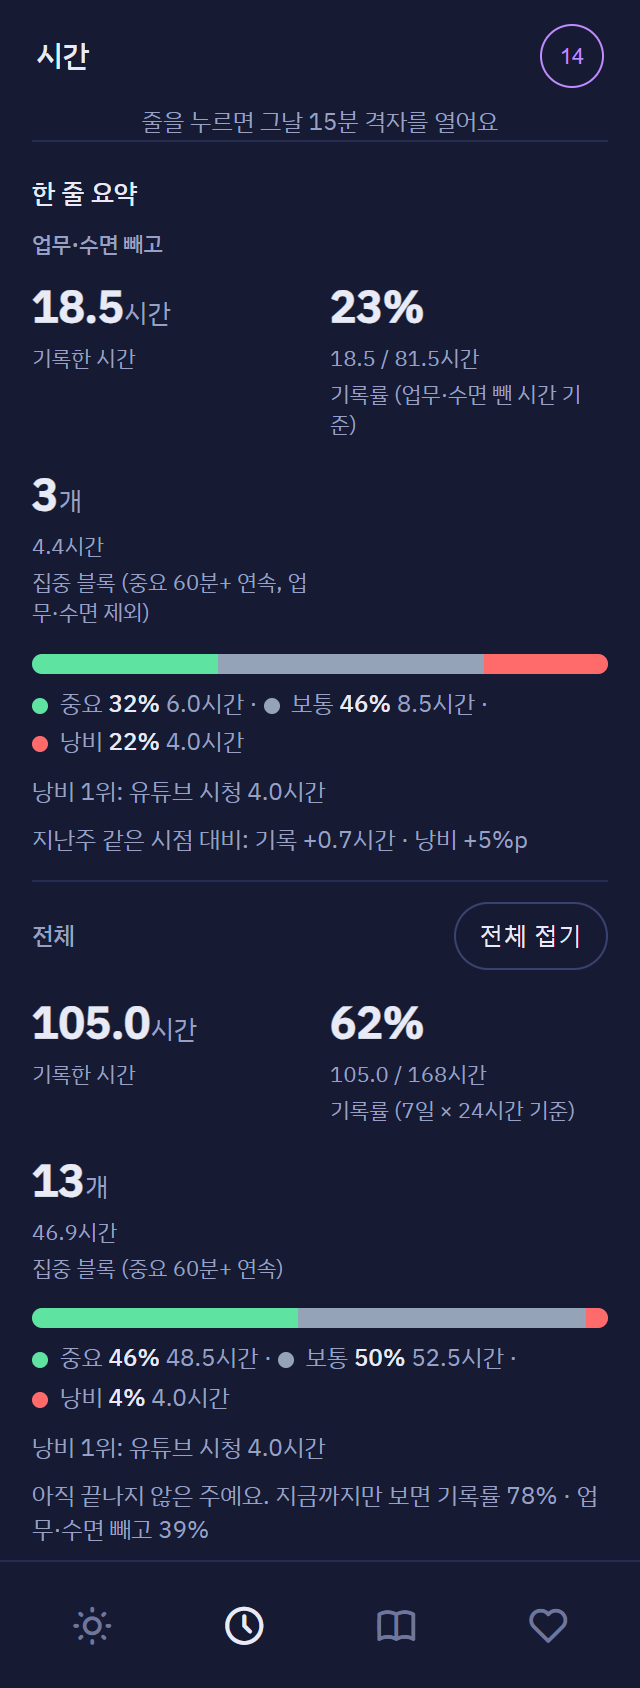 시간
14
줄을 누르면 그날 15분 격자를 열어요
한 줄 요약
업무·수면 빼고
18.5시간
기록한 시간
23%
18.5 / 81.5시간
기록률 (업무·수면 뺀 시간 기
준)
3개
4.4시간
집중 블록 (중요 60분+ 연속, 업
무·수면 제외)
중요 32% 6.0시간 · 보통 46% 8.5시간 ·
낭비 22% 4.0시간
낭비 1위: 유튜브 시청 4.0시간
지난주 같은 시점 대비: 기록 +0.7시간 · 낭비 +5%p
전체
전체 접기
105.0시간
기록한 시간
62%
105.0 / 168시간
기록률 (7일 × 24시간 기준)
13개
46.9시간
집중 블록 (중요 60분+ 연속)
중요 46% 48.5시간 · 보통 50% 52.5시간 ·
낭비 4% 4.0시간
낭비 1위: 유튜브 시청 4.0시간
아직 끝나지 않은 주예요. 지금까지만 보면 기록률 78% · 업
무·수면 빼고 39%